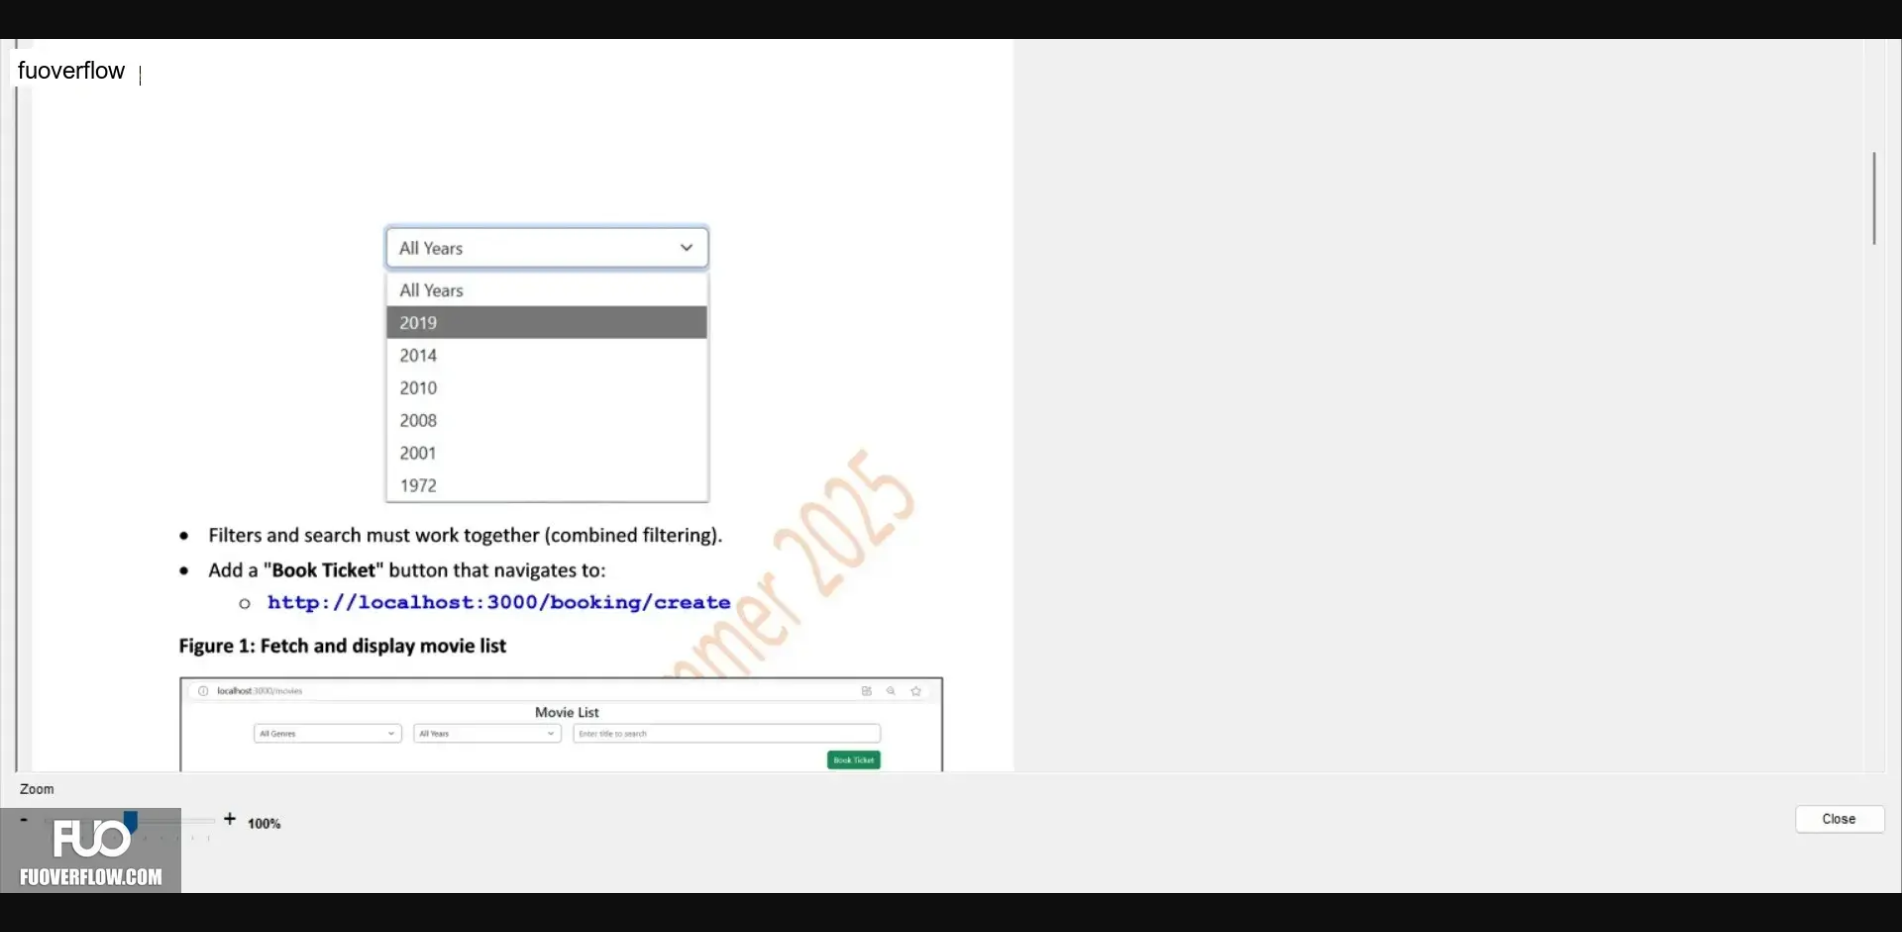 fuoverflow
All Years
All Years
2019
2014
2010
2008
2001
1972
• Filters and search must work together (combined filtering).
• Add a "Book Ticket" button that navigates to:
o http://localhost:3000/booking/create
mmer 2025
Figure 1: Fetch and display movie list
localhost:3000/movies
Movie List
All Genres
All Years
Enter title to search
Book Ticket
Zoom
- + 100%
Close
FUO
FUOVERFLOW.COM